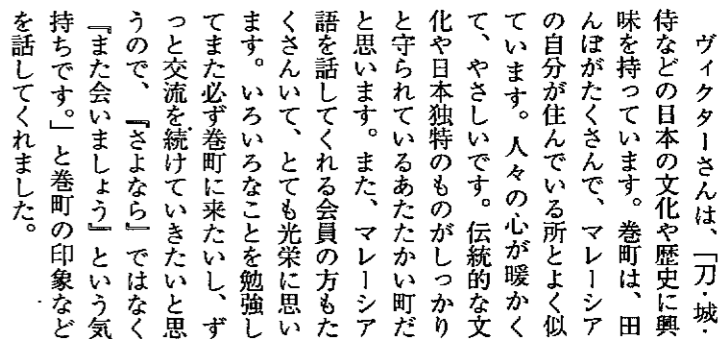 ヴィクターさんは、「刀・城・
侍などの日本の文化や歴史に興
味を持っています。巻町は、田
んぼがたくさんで、マレーシア
の自分が住んでいる所とよく似
ています。人々の心が暖かく
て、やさしいです。伝統的な文
化や日本独特のものがしっかり
と守られているあたたかい町だ
と思います。また、マレーシア
語を話してくれる会員の方もた
くさんいて、とても光栄に思い
ます。いろいろなことを勉強し
てまた必ず巻町に来たいし、ず
っと交流を続けていきたいと思
うので、『さよなら』ではなく
『また会いましょう』という気
持ちです。」と巻町の印象など
を話してくれました。